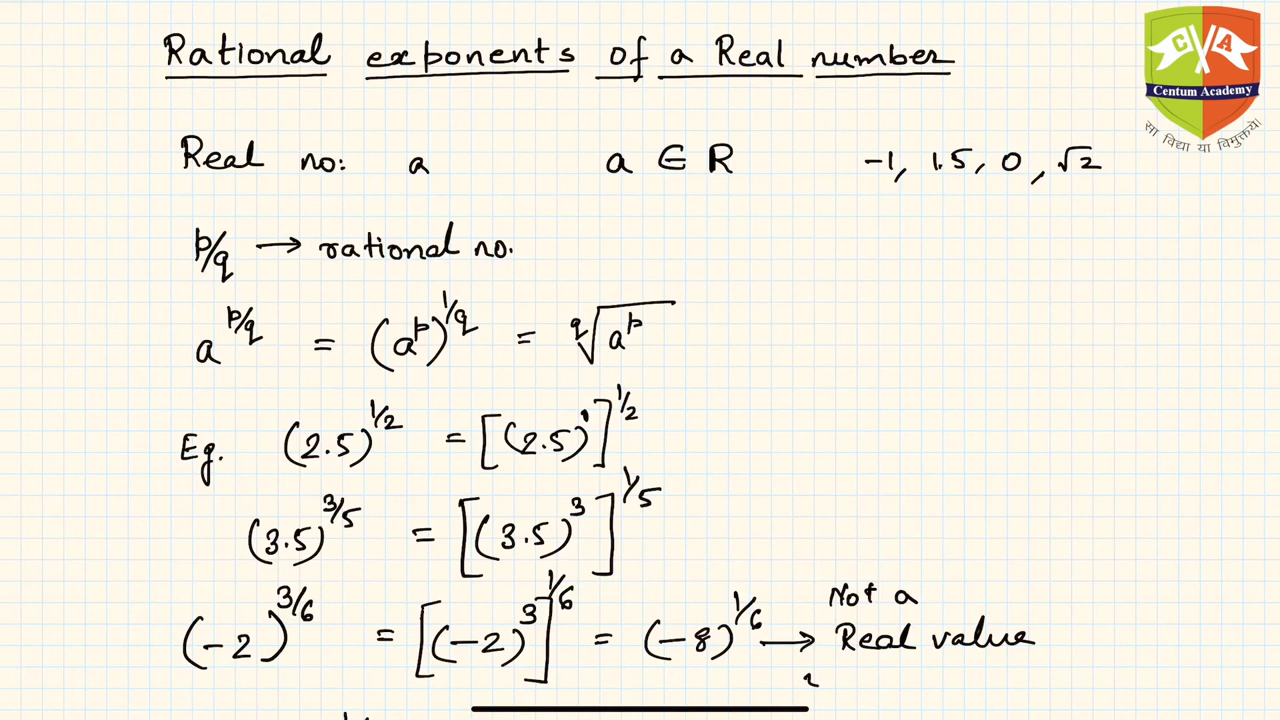 Rational exponents of a Real number
C A
Centum Academy
सा विद्या या विमुक्तये।
Real no: a a ∈ R -1, 1.5, 0, √2
p/q → rational no.
a^{p/q} = (a^p)^{1/q} = \sqrt[q]{a^p}
Eg. (2.5)^{1/2} = [(2.5)^1]^{1/2}
(3.5)^{3/5} = [(3.5)^3]^{1/5}
(-2)^{3/6} = [(-2)^3]^{1/6} = (-8)^{1/6} → Not a
Real value